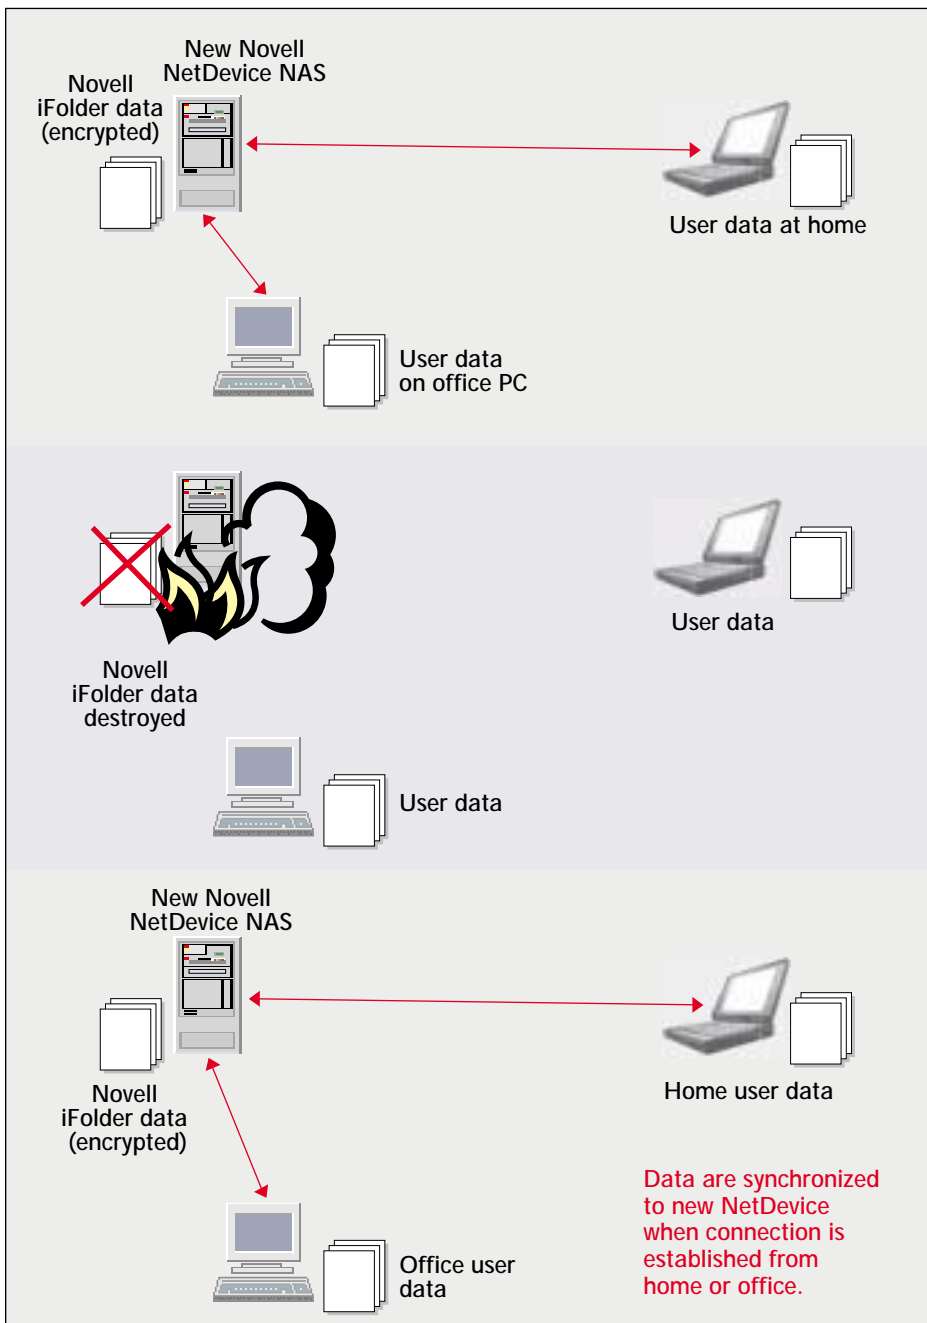 New Novell
NetDevice NAS
Novell
iFolder data
(encrypted)
User data at home
User data
on office PC
User data
Novell
iFolder data
destroyed
User data
New Novell
NetDevice NAS
Novell
iFolder data
(encrypted)
Home user data
Data are synchronized
to new NetDevice
when connection is
established from
home or office.
Office user
data